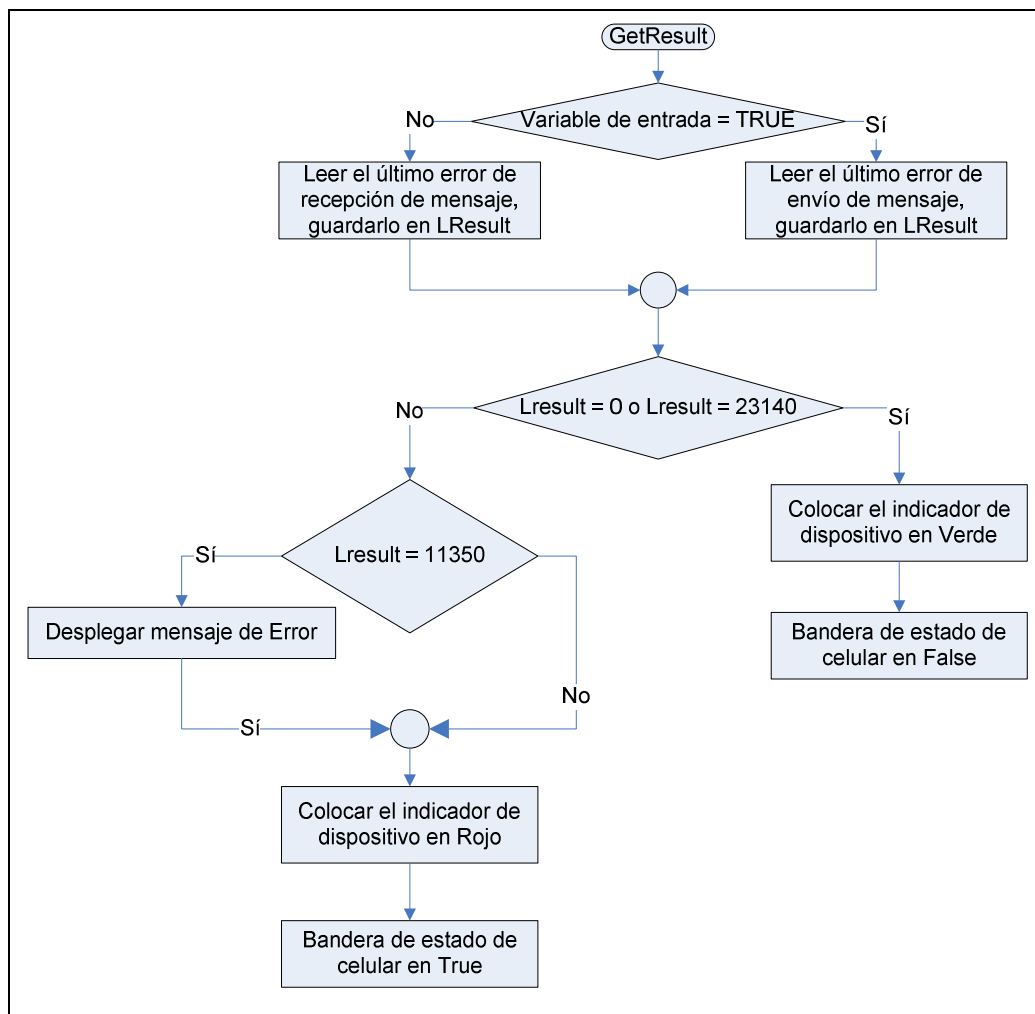 GetResult
Variable de entrada = TRUE
No
Sí
Leer el último error de
recepción de mensaje,
guardarlo en LResult
Leer el último error de
envío de mensaje,
guardarlo en LResult
Lresult = 0 o Lresult = 23140
No
Sí
Colocar el indicador de
dispositivo en Verde
Lresult = 11350
Sí
Desplegar mensaje de Error
Bandera de estado de
celular en False
No
Sí
Colocar el indicador de
dispositivo en Rojo
Bandera de estado de
celular en True